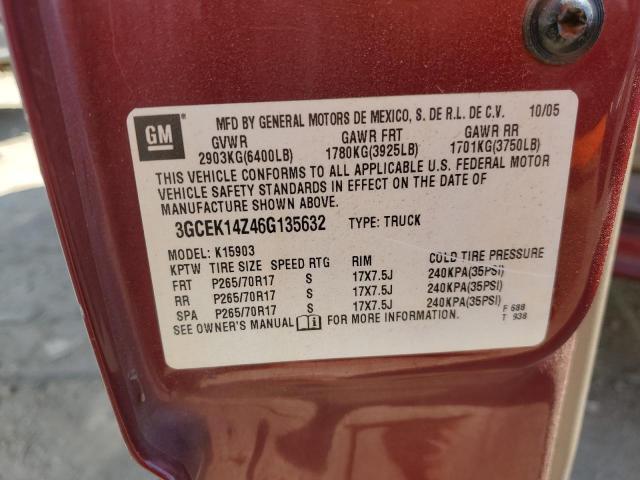 GM MFD BY GENERAL MOTORS DE MEXICO, S. DE R.L. DE C.V. 10/05
GVWR GAWR FRT GAWR RR
2903KG(6400LB) 1780KG(3925LB) 1701KG(3750LB)
THIS VEHICLE CONFORMS TO ALL APPLICABLE U.S. FEDERAL MOTOR
VEHICLE SAFETY STANDARDS IN EFFECT ON THE DATE OF
MANUFACTURE SHOWN ABOVE.
3GCEK14Z46G135632 TYPE: TRUCK
MODEL: K15903
KPTW TIRE SIZE SPEED RTG RIM COLD TIRE PRESSURE
FRT P265/70R17 S 17X7.5J 240KPA(35PSI)
RR P265/70R17 S 17X7.5J 240KPA(35PSI)
SPA P265/70R17 S 17X7.5J 240KPA(35PSI)
SEE OWNER'S MANUAL FOR MORE INFORMATION.
F 688
T 938